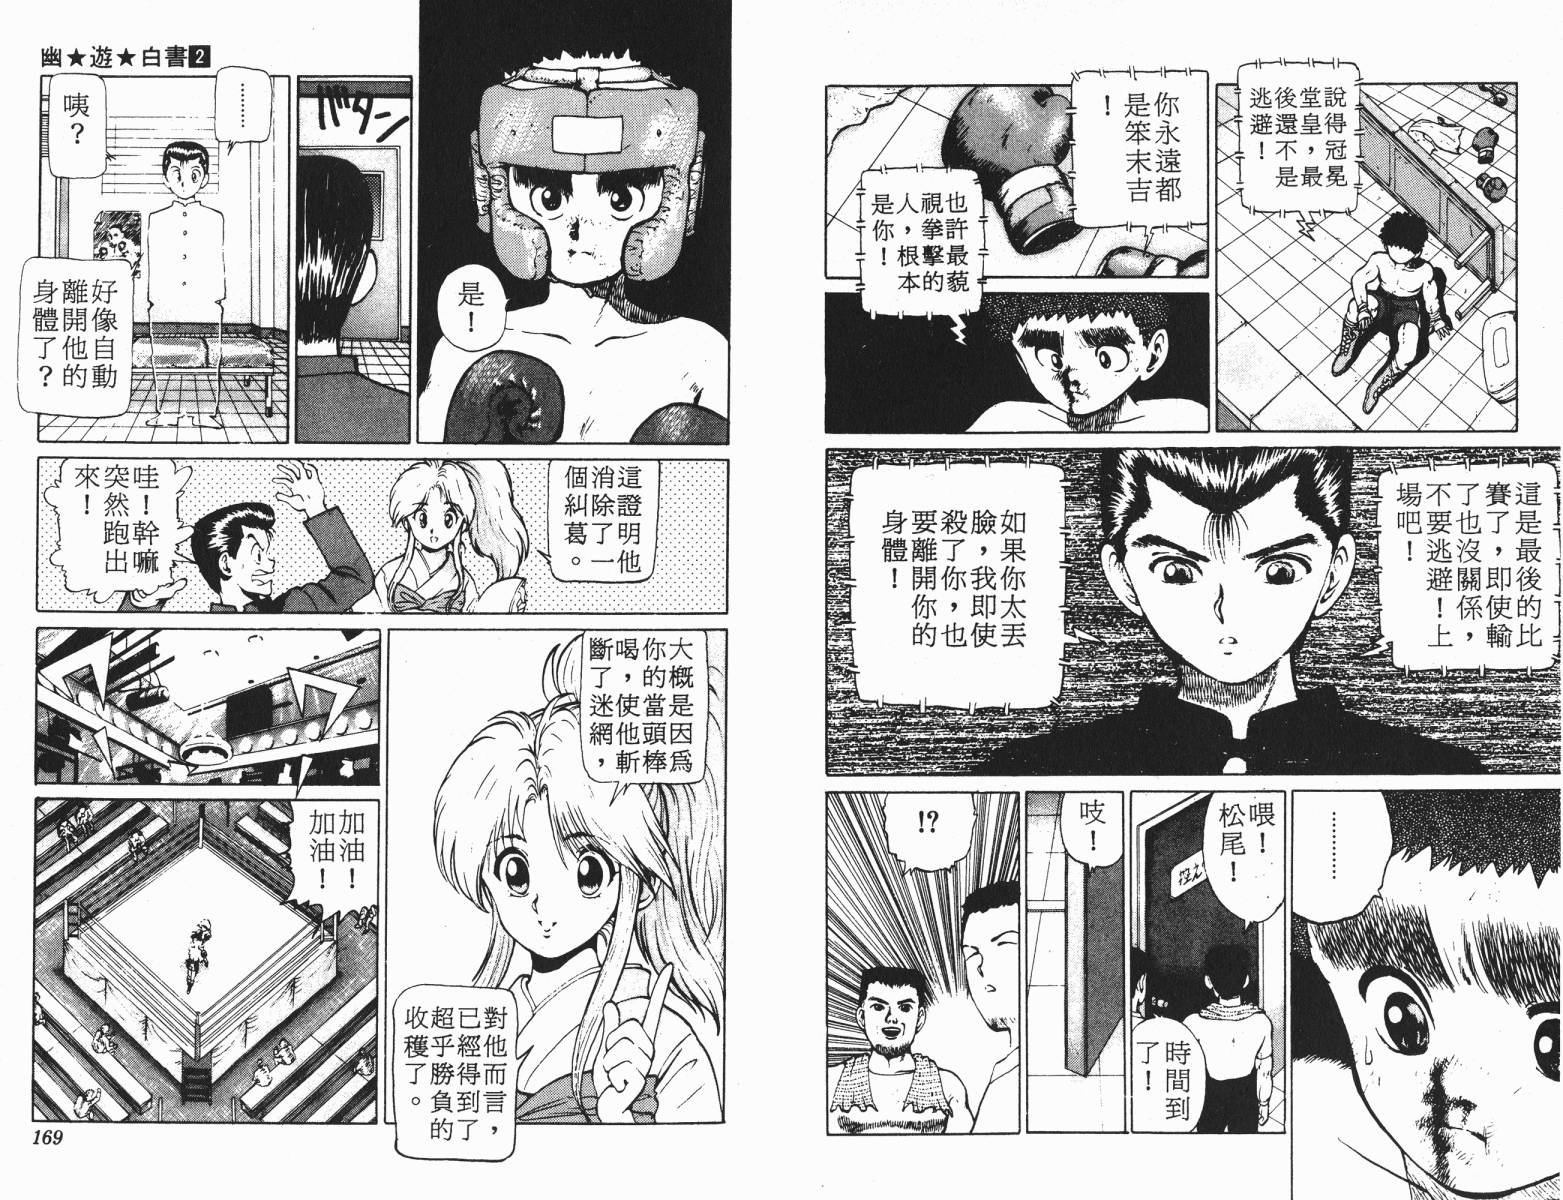 說得冠冕
堂皇，最
後還不是
逃避！
你永遠都
是笨末吉
！
也許最藐
視拳擊的
人，根本
是你！
這是最後的比
賽了，即使輸
了也沒關係，
不要逃避！上
場吧！
如果你太丟
臉，我即使
殺了你，也
要離開你的
身體！
⋯⋯⋯
喂！
松尾！
控え
時間到
了！
吱！
!?
幽★遊★白書2
是！
バタン
⋯⋯
咦？
好像自動
離開他的
身體了？
這證明他
消除了一
個糾葛。
哇！幹嘛
突然跑出
來！
大概是因為
你的當頭棒
喝，使他斬
斷了迷網，
對他而言，
已經得到了
超乎勝負的
收穫了。
加油！
加油！
169